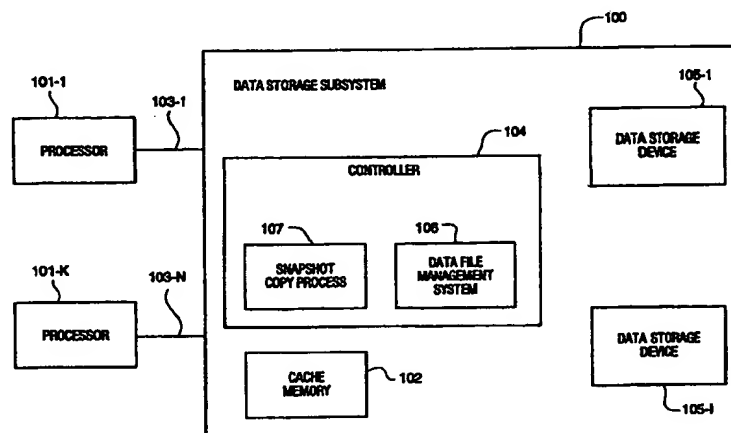 100
DATA STORAGE SUBSYSTEM
101-1
103-1
PROCESSOR
105-1
DATA STORAGE
DEVICE
104
CONTROLLER
107
SNAPSHOT
COPY PROCESS
106
DATA FILE
MANAGEMENT
SYSTEM
101-K
103-N
PROCESSOR
DATA STORAGE
DEVICE
105-I
CACHE
MEMORY
102